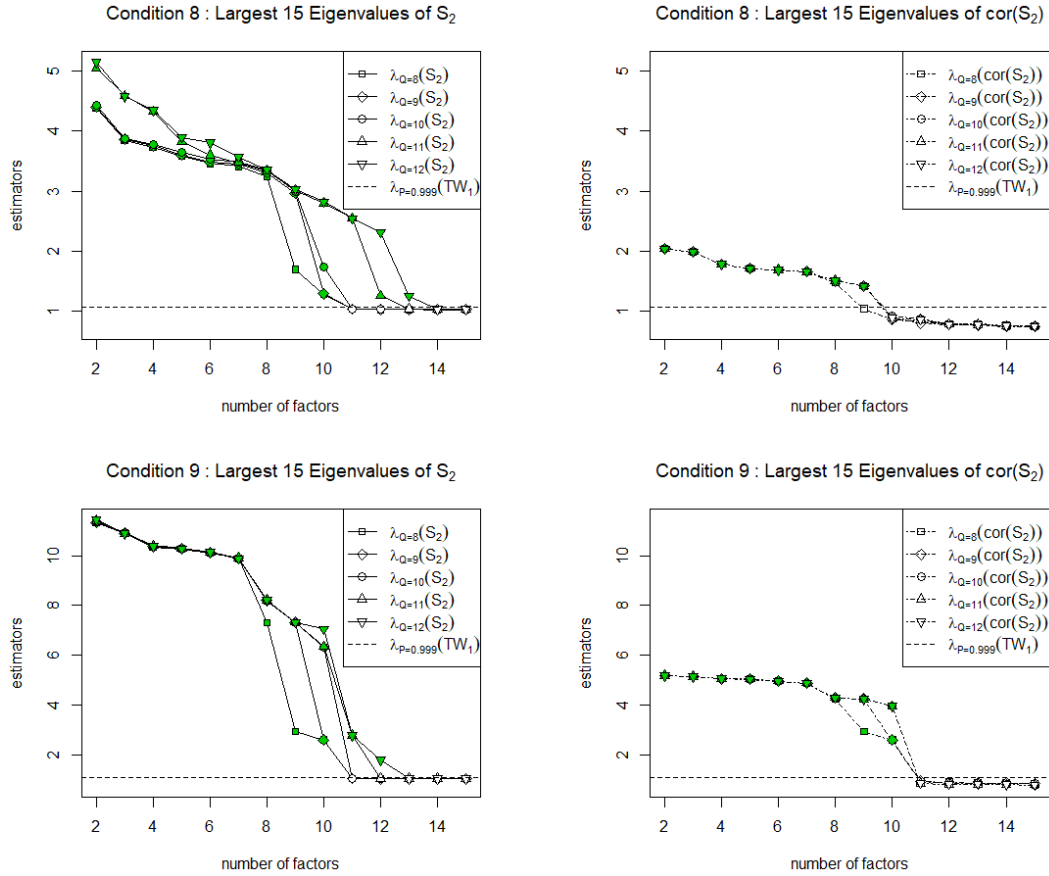 Condition 8 : Largest 15 Eigenvalues of S₂
5
4
3
2
1
estimators
2 4 6 8 10 12 14
number of factors
λQ=8(S₂)
λQ=9(S₂)
λQ=10(S₂)
λQ=11(S₂)
λQ=12(S₂)
λP=0.999(TW₁)
Condition 8 : Largest 15 Eigenvalues of cor(S₂)
5
4
3
2
1
estimators
2 4 6 8 10 12 14
number of factors
λQ=8(cor(S₂))
λQ=9(cor(S₂))
λQ=10(cor(S₂))
λQ=11(cor(S₂))
λQ=12(cor(S₂))
λP=0.999(TW₁)
Condition 9 : Largest 15 Eigenvalues of S₂
10
8
6
4
2
estimators
2 4 6 8 10 12 14
number of factors
λQ=8(S₂)
λQ=9(S₂)
λQ=10(S₂)
λQ=11(S₂)
λQ=12(S₂)
λP=0.999(TW₁)
Condition 9 : Largest 15 Eigenvalues of cor(S₂)
10
8
6
4
2
estimators
2 4 6 8 10 12 14
number of factors
λQ=8(cor(S₂))
λQ=9(cor(S₂))
λQ=10(cor(S₂))
λQ=11(cor(S₂))
λQ=12(cor(S₂))
λP=0.999(TW₁)